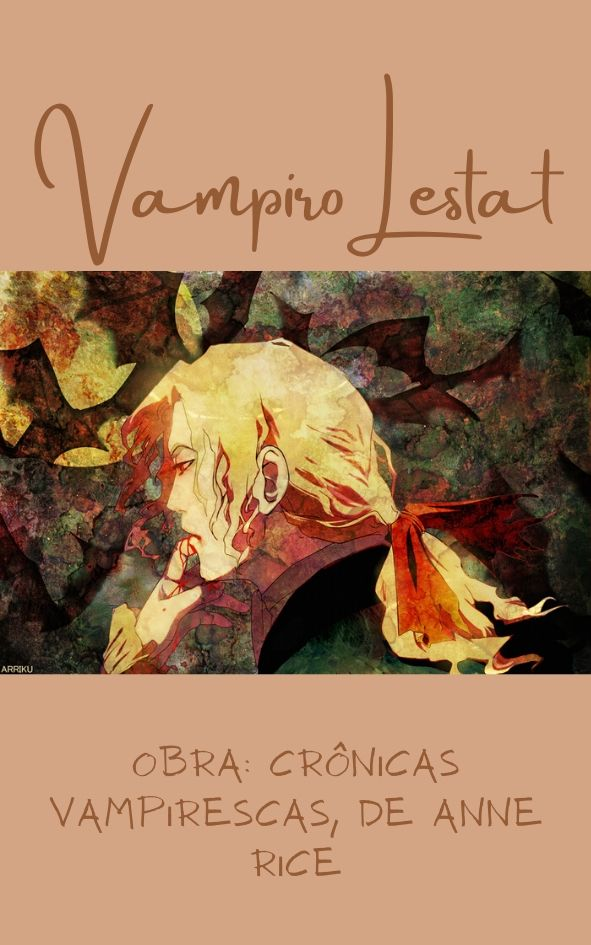 Vampiro Lestat
ARRIKU
OBRA: CRÔNICAS
VAMPIRESCAS, DE ANNE
RICE